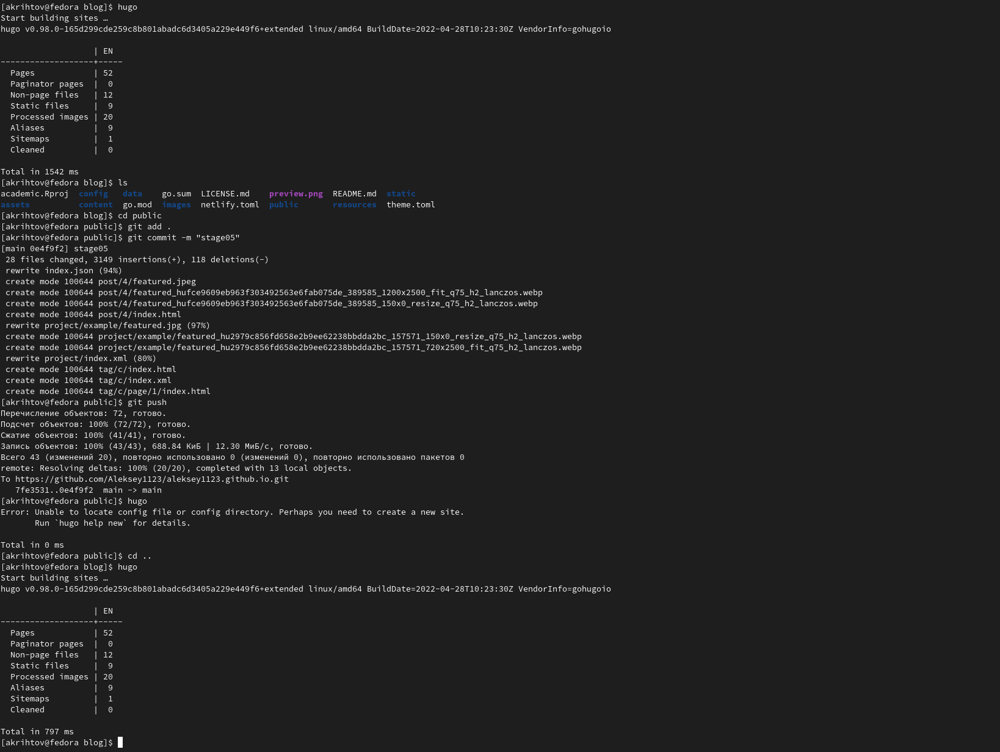 [akrihtov@fedora blog]$ hugo
Start building sites …
hugo v0.98.0-165d299cde259c8b801abadc6d3405a229e449f6+extended linux/amd64 BuildDate=2022-04-28T10:23:30Z VendorInfo=gohugoio

                   | EN
-------------------+-----
  Pages            | 52
  Paginator pages  |  0
  Non-page files   | 12
  Static files     |  9
  Processed images | 20
  Aliases          |  9
  Sitemaps         |  1
  Cleaned          |  0

Total in 1542 ms
[akrihtov@fedora blog]$ ls
academic.Rproj  config   data    go.sum  LICENSE.md    preview.png  README.md  static
assets          content  go.mod  images  netlify.toml  public       resources  theme.toml
[akrihtov@fedora blog]$ cd public
[akrihtov@fedora public]$ git add .
[akrihtov@fedora public]$ git commit -m "stage05"
[main 0e4f9f2] stage05
 28 files changed, 3149 insertions(+), 118 deletions(-)
 rewrite index.json (94%)
 create mode 100644 post/4/featured.jpeg
 create mode 100644 post/4/featured_hufce9609eb963f303492563e6fab075de_389585_1200x2500_fit_q75_h2_lanczos.webp
 create mode 100644 post/4/featured_hufce9609eb963f303492563e6fab075de_389585_150x0_resize_q75_h2_lanczos.webp
 create mode 100644 post/4/index.html
 rewrite project/example/featured.jpg (97%)
 create mode 100644 project/example/featured_hu2979c856fd658e2b9ee62238bbdda2bc_157571_150x0_resize_q75_h2_lanczos.webp
 create mode 100644 project/example/featured_hu2979c856fd658e2b9ee62238bbdda2bc_157571_720x2500_fit_q75_h2_lanczos.webp
 rewrite project/index.xml (80%)
 create mode 100644 tag/c/index.html
 create mode 100644 tag/c/index.xml
 create mode 100644 tag/c/page/1/index.html
[akrihtov@fedora public]$ git push
Перечисление объектов: 72, готово.
Подсчет объектов: 100% (72/72), готово.
Сжатие объектов: 100% (41/41), готово.
Запись объектов: 100% (43/43), 688.84 КиБ | 12.30 МиБ/с, готово.
Всего 43 (изменений 20), повторно использовано 0 (изменений 0), повторно использовано пакетов 0
remote: Resolving deltas: 100% (20/20), completed with 13 local objects.
To https://github.com/Aleksey1123/aleksey1123.github.io.git
   7fe3531..0e4f9f2  main -> main
[akrihtov@fedora public]$ hugo
Error: Unable to locate config file or config directory. Perhaps you need to create a new site.
       Run `hugo help new` for details.

Total in 0 ms
[akrihtov@fedora public]$ cd ..
[akrihtov@fedora blog]$ hugo
Start building sites …
hugo v0.98.0-165d299cde259c8b801abadc6d3405a229e449f6+extended linux/amd64 BuildDate=2022-04-28T10:23:30Z VendorInfo=gohugoio

                   | EN
-------------------+-----
  Pages            | 52
  Paginator pages  |  0
  Non-page files   | 12
  Static files     |  9
  Processed images | 20
  Aliases          |  9
  Sitemaps         |  1
  Cleaned          |  0

Total in 797 ms
[akrihtov@fedora blog]$